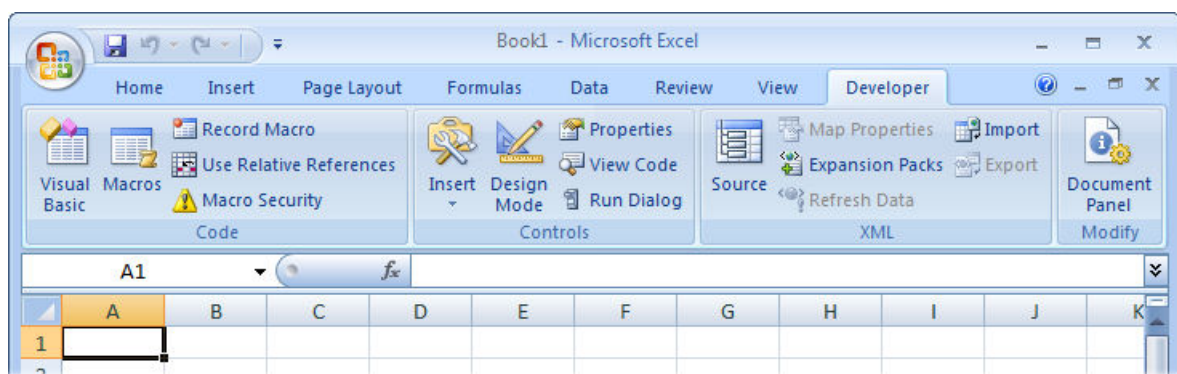 Book1 - Microsoft Excel
Home Insert Page Layout Formulas Data Review View Developer
Visual Basic
Macros
Record Macro
Use Relative References
Macro Security
Code
Insert
Design Mode
Properties
View Code
Run Dialog
Controls
Source
Map Properties
Expansion Packs
Refresh Data
Import
Export
XML
Document Panel
Modify
A1 fx
A B C D E F G H I J K
1
2